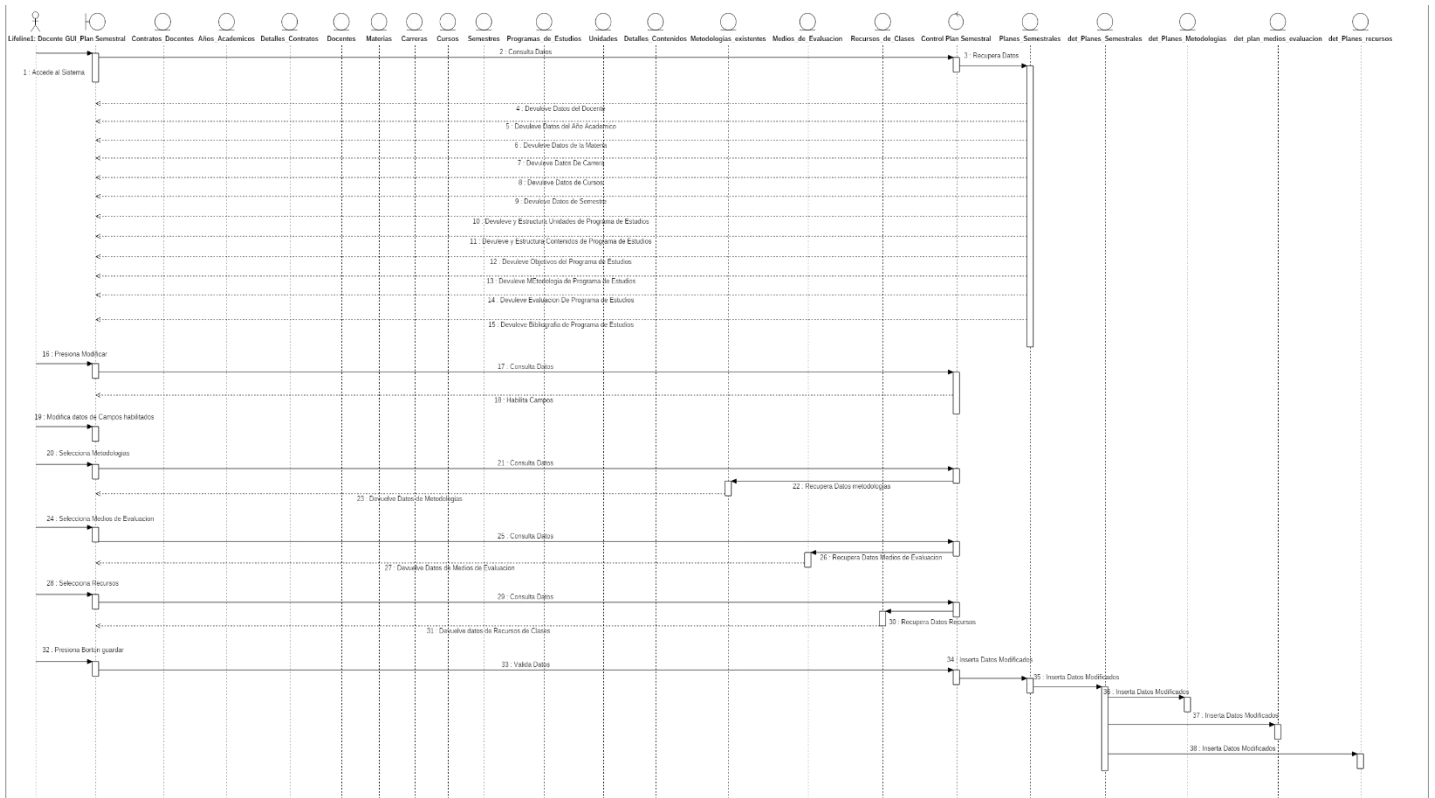 Lifeline1: Docente GUI_Plan Semestral Contratos_Docentes Años_Academicos Detalles_Contratos Docentes Materias Carreras Cursos Semestres Programas_de_Estudios Unidades Detalles_Contenidos Metodologias_existentes Medios_de_Evaluacion Recursos_de_Clases Control Plan Semestral Planes_Semestrales det_Planes_Semestrales det_Planes_Metodologias det_plan_medios_evaluacion det_Planes_recursos
2 : Consulta Datos
3 : Recupera Datos
1 : Accede al Sistema
4 : Devuleve Datos del Docente
5 : Devuleve Datos del Año Academico
6 : Devuleve Datos de la Materia
7 : Devuleve Datos De Carrera
8 : Devuleve Datos de Cursos
9 : Devuleve Datos de Semestre
10 : Devuleve y Estructura Unidades de Programa de Estudios
11 : Devuleve y Estructura Contenidos de Programa de Estudios
12 : Devuleve Objetivos del Programa de Estudios
13 : Devuleve MEtodologia de Programa de Estudios
14 : Devuleve Evaluacion De Programa de Estudios
15 : Devuleve Bibliografia de Programa de Estudios
16 : Presiona Modificar
17 : Consulta Datos
18 : Habilita Campos
19 : Modifica datos de Campos habilitados
20 : Selecciona Metodologias
21 : Consulta Datos
22 : Recupera Datos metodologias
23 : Devuelve Datos de Metodologias
24 : Selecciona Medios de Evaluacion
25 : Consulta Datos
26 : Recupera Datos Medios de Evaluacion
27 : Devuelve Datos de Medios de Evaluacion
28 : Selecciona Recursos
29 : Consulta Datos
30 : Recupera Datos Recursos
31 : Devuelve datos de Recursos de Clases
32 : Presiona Borton guardar
33 : Valida Datos
34 : Inserta Datos Modificados
35 : Inserta Datos Modificados
36 : Inserta Datos Modificados
37 : Inserta Datos Modificados
38 : Inserta Datos Modificados